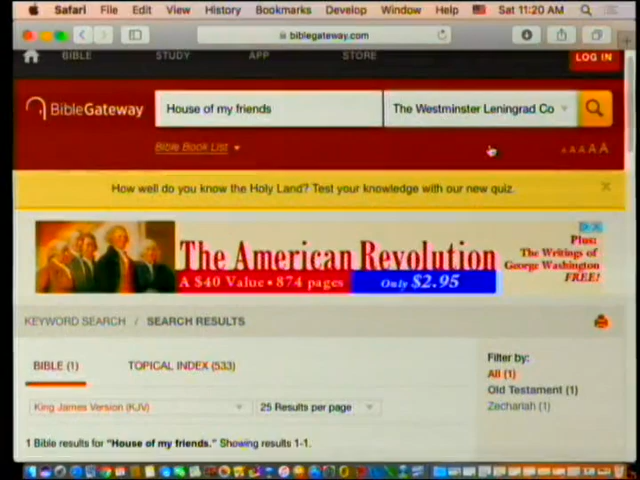 Safari File Edit View History Bookmarks Develop Window Help Sat 11:20 AM
biblegateway.com
BIBLE STUDY APP STORE LOG IN
BibleGateway House of my friends The Westminster Leningrad Co
Bible Book List A A A A A
How well do you know the Holy Land? Test your knowledge with our new quiz.
The American Revolution
A $40 Value • 874 pages Only $2.95
Plus:
The Writings of
George Washington
FREE!
KEYWORD SEARCH / SEARCH RESULTS
BIBLE (1) TOPICAL INDEX (533)
King James Version (KJV) 25 Results per page
Filter by:
All (1)
Old Testament (1)
Zechariah (1)
1 Bible results for "House of my friends." Showing results 1-1.